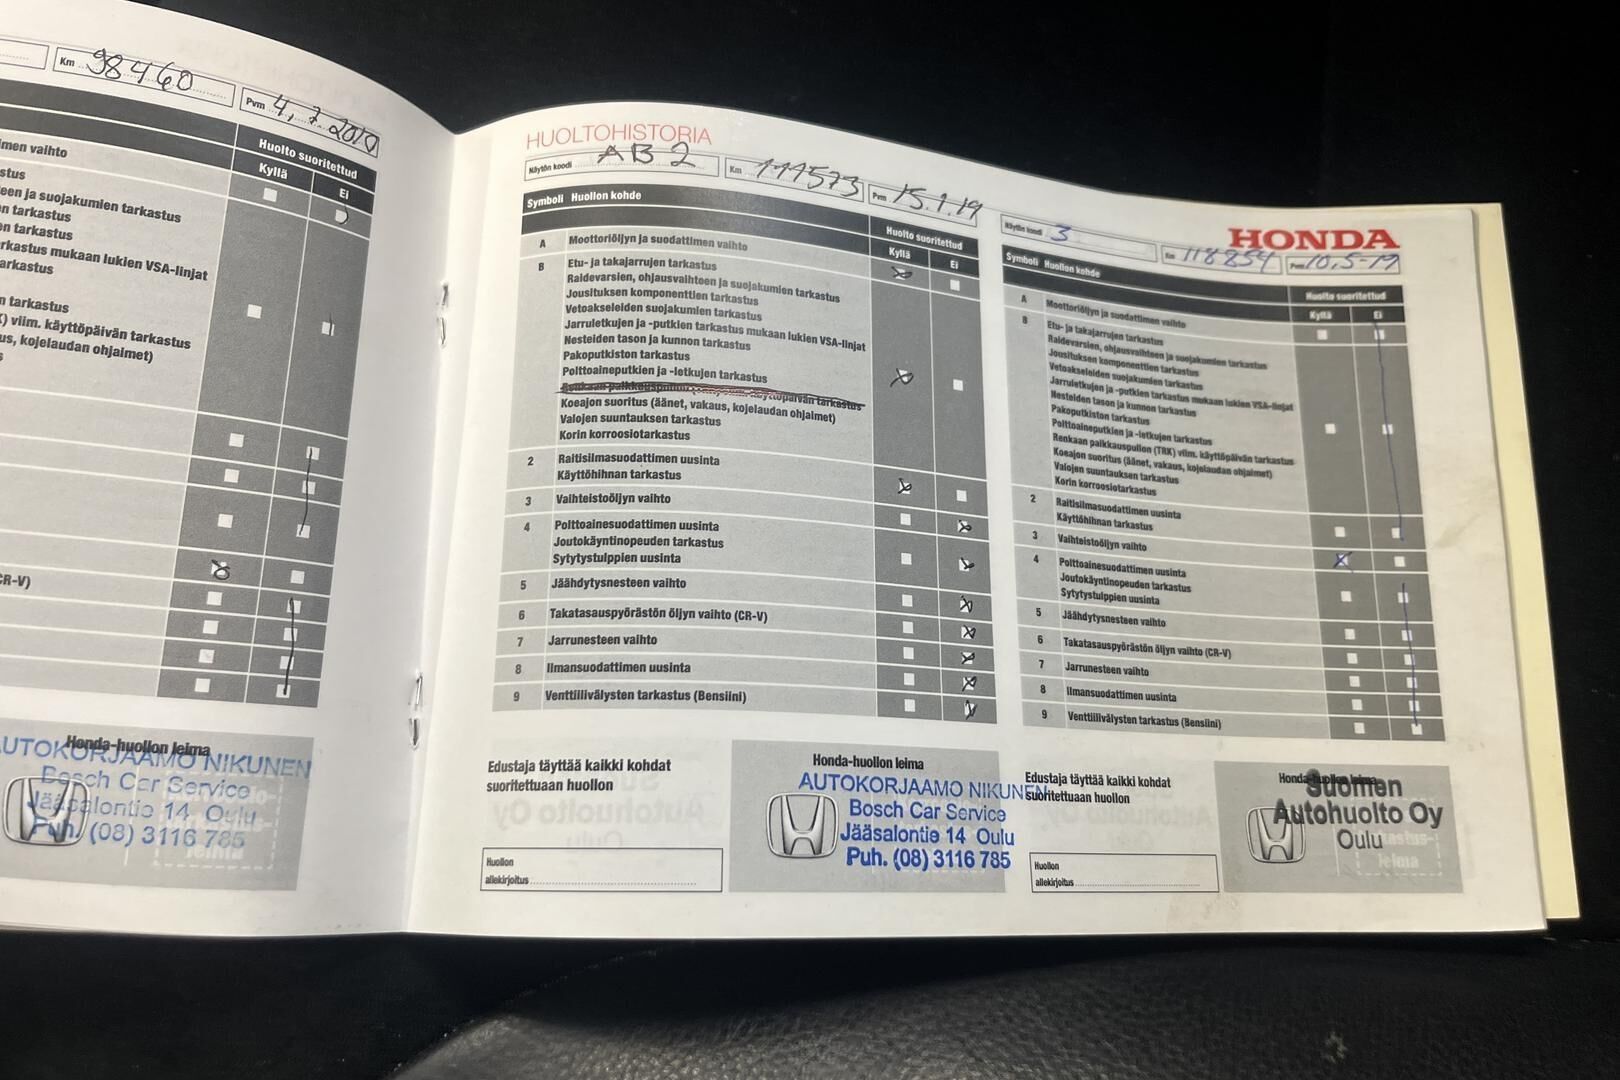 Km 98460
Pvm 4.7.2017
Huolto suoritettud
Kyllä Ei
men vaihto
stus
een ja suojakumien tarkastus
n tarkastus
en tarkastus
rkastus mukaan lukien VSA-linjat
arkastus
n tarkastus
) viim. käyttöpäivän tarkastus
us, kojelaudan ohjaimet)
s
CR-V)
Honda-huollon leima
AUTOKORJAAMO NIKUNEN
Bosch Car Service
Jääsalontie 14 Oulu
Puh. (08) 3116 785
HUOLTOHISTORIA
Näytön koodi AB2
Km 111573
Pvm 15.1.19
Symboli Huollon kohde
Huolto suoritettud
Kyllä Ei
A Moottoriöljyn ja suodattimen vaihto
B Etu- ja takajarrujen tarkastus
Raidevarsien, ohjausvaihteen ja suojakumien tarkastus
Jousituksen komponenttien tarkastus
Vetoakseleiden suojakumien tarkastus
Jarruletkujen ja -putkien tarkastus mukaan lukien VSA-linjat
Nesteiden tason ja kunnon tarkastus
Pakoputkiston tarkastus
Polttoaineputkien ja -letkujen tarkastus
Renkaan käyttöpäivän tarkastus
Koeajon suoritus (äänet, vakaus, kojelaudan ohjaimet)
Valojen suuntauksen tarkastus
Korin korroosiotarkastus
2 Raitisilmasuodattimen uusinta
Käyttöhihnan tarkastus
3 Vaihteistoöljyn vaihto
4 Polttoainesuodattimen uusinta
Joutokäyntinopeuden tarkastus
Sytytystulppien uusinta
5 Jäähdytysnesteen vaihto
6 Takatasauspyörästön öljyn vaihto (CR-V)
7 Jarrunesteen vaihto
8 Ilmansuodattimen uusinta
9 Venttiilivälysten tarkastus (Bensiini)
Edustaja täyttää kaikki kohdat
suoritettuaan huollon
Huollon
allekirjoitus
Honda-huollon leima
AUTOKORJAAMO NIKUNEN
Bosch Car Service
Jääsalontie 14 Oulu
Puh. (08) 3116 785
HONDA
Näytön koodi 3
Km 118854
Pvm 10.5-19
Symboli Huollon kohde
Huolto suoritettud
Kyllä Ei
A Moottoriöljyn ja suodattimen vaihto
B Etu- ja takajarrujen tarkastus
Raidevarsien, ohjausvaihteen ja suojakumien tarkastus
Jousituksen komponenttien tarkastus
Vetoakseleiden suojakumien tarkastus
Jarruletkujen ja -putkien tarkastus mukaan lukien VSA-linjat
Nesteiden tason ja kunnon tarkastus
Pakoputkiston tarkastus
Polttoaineputkien ja -letkujen tarkastus
Renkaan paikkauspullon (TRK) viim. käyttöpäivän tarkastus
Koeajon suoritus (äänet, vakaus, kojelaudan ohjaimet)
Valojen suuntauksen tarkastus
Korin korroosiotarkastus
2 Raitisilmasuodattimen uusinta
Käyttöhihnan tarkastus
3 Vaihteistoöljyn vaihto
4 Polttoainesuodattimen uusinta
Joutokäyntinopeuden tarkastus
Sytytystulppien uusinta
5 Jäähdytysnesteen vaihto
6 Takatasauspyörästön öljyn vaihto (CR-V)
7 Jarrunesteen vaihto
8 Ilmansuodattimen uusinta
9 Venttiilivälysten tarkastus (Bensiini)
Edustaja täyttää kaikki kohdat
suoritettuaan huollon
Huollon
allekirjoitus
Honda-huollon leima
Suomen
Autohuolto Oy
Oulu